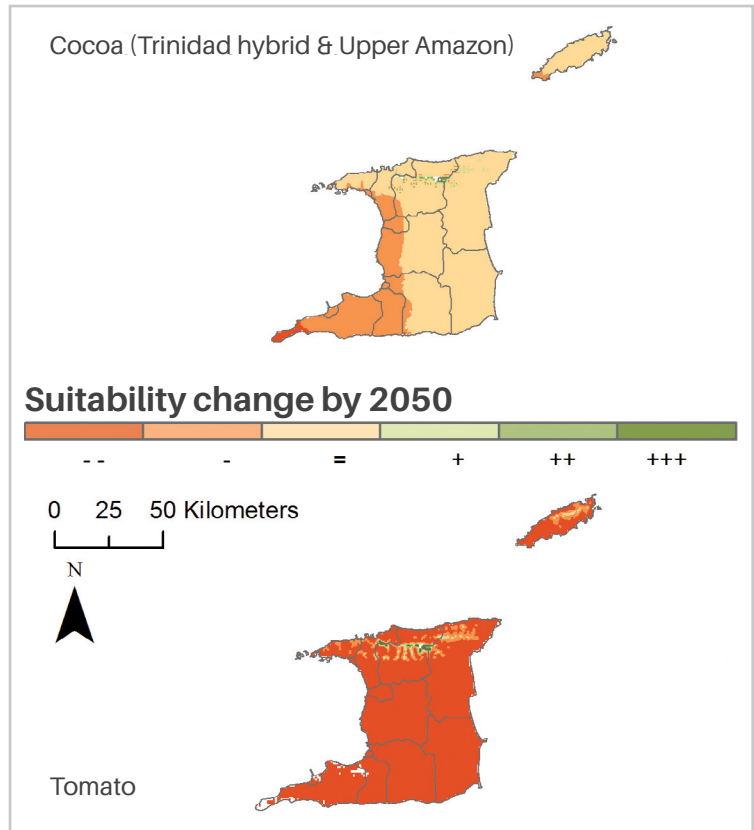 Cocoa (Trinidad hybrid & Upper Amazon)
Suitability change by 2050
-- - = + ++ +++
0 25 50 Kilometers
N
Tomato